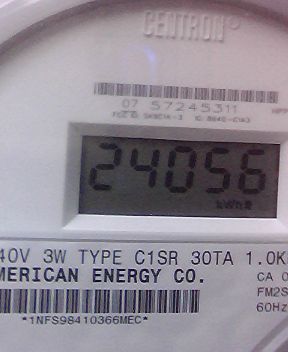 CENTRON®
07 57245311
24056
kWh
40V 3W TYPE C1SR 30TA 1.0K
MERICAN ENERGY CO.
CA 0
FM2S
60Hz
*1NFS98410366MEC*